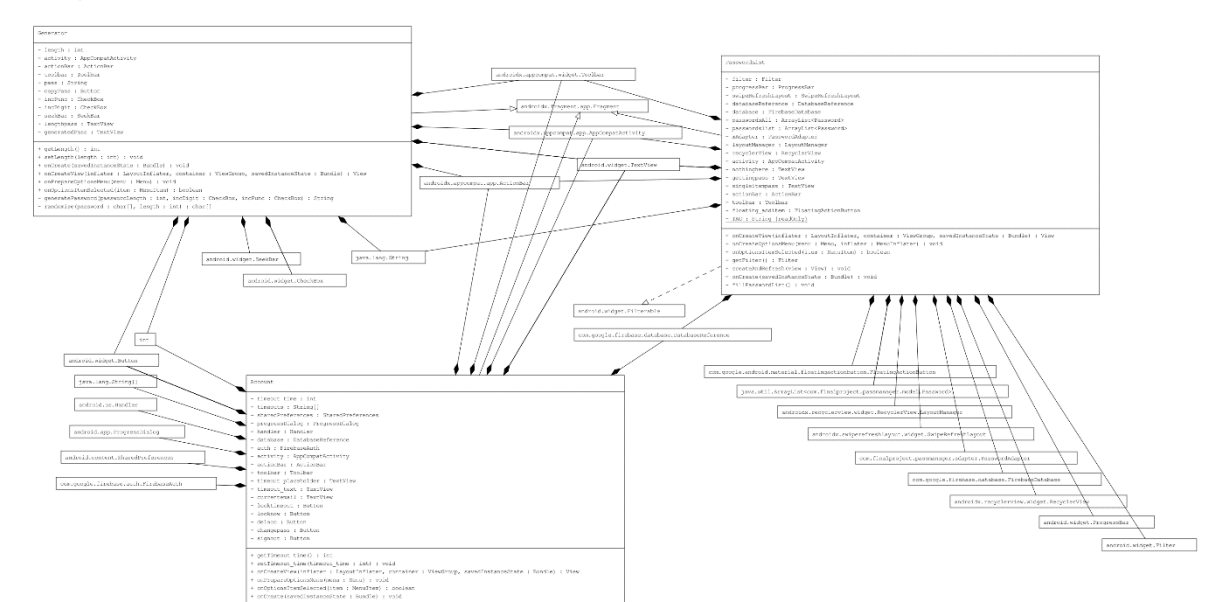 Generator
- length : int
- activity : AppCompatActivity
- actionBar : ActionBar
- toolbar : Toolbar
- pass : String
- copyPass : Button
- incPunc : CheckBox
- incDigit : CheckBox
- seekBar : SeekBar
- lengthpass : TextView
- generatedPass : TextView
+ getLength() : int
+ setLength(length : int) : void
+ onCreate(savedInstanceState : Bundle) : void
+ onCreateView(inflater : LayoutInflater, container : ViewGroup, savedInstanceState : Bundle) : View
+ onPrepareOptionsMenu(menu : Menu) : void
+ onOptionsItemSelected(item : MenuItem) : boolean
- generatePassword(passwordLength : int, incDigit : CheckBox, incPunc : CheckBox) : String
- randomize(password : char[], length : int) : char[]
androidx.appcompat.widget.Toolbar
androidx.fragment.app.Fragment
androidx.appcompat.app.AppCompatActivity
android.widget.TextView
androidx.appcompat.app.ActionBar
java.lang.String
android.widget.SeekBar
android.widget.CheckBox
PasswordList
- filter : Filter
- progressBar : ProgressBar
- swipeRefreshLayout : SwipeRefreshLayout
- databaseReference : DatabaseReference
- database : FirebaseDatabase
- passwordsAll : ArrayList<Password>
- passwordsList : ArrayList<Password>
- adapter : PasswordAdapter
- layoutManager : LayoutManager
- recyclerView : RecyclerView
- activity : AppCompatActivity
- nothinghere : TextView
- gettingpass : TextView
- singleitempass : TextView
- actionBar : ActionBar
- toolbar : Toolbar
- floating_additem : FloatingActionButton
- TAG : String {readOnly}
+ onCreateView(inflater : LayoutInflater, container : ViewGroup, savedInstanceState : Bundle) : View
+ onCreateOptionsMenu(menu : Menu, inflater : MenuInflater) : void
+ onOptionsItemSelected(item : MenuItem) : boolean
+ getFilter() : Filter
- createAndRefresh(view : View) : void
+ onCreate(savedInstanceState : Bundle) : void
- fillPasswordList() : void
android.widget.Filterable
com.google.firebase.database.DatabaseReference
int
android.widget.Button
java.lang.String[]
android.os.Handler
android.app.ProgressDialog
android.content.SharedPreferences
com.google.firebase.auth.FirebaseAuth
Account
- timeout_time : int
- timeouts : String[]
- sharedPreferences : SharedPreferences
- progressDialog : ProgressDialog
- handler : Handler
- database : DatabaseReference
- auth : FirebaseAuth
- activity : AppCompatActivity
- actionBar : ActionBar
- toolbar : Toolbar
- timeout_placeholder : TextView
- timeout_text : TextView
- currentemail : TextView
- locktimeout : Button
- locknow : Button
- delacc : Button
- changepass : Button
- signout : Button
+ getTimeout_time() : int
+ setTimeout_time(timeout_time : int) : void
+ onCreateView(inflater : LayoutInflater, container : ViewGroup, savedInstanceState : Bundle) : View
+ onPrepareOptionsMenu(menu : Menu) : void
+ onOptionsItemSelected(item : MenuItem) : boolean
+ onCreate(savedInstanceState : Bundle) : void
com.google.android.material.floatingactionbutton.FloatingActionButton
java.util.ArrayList<com.finalproject.passmanager.model.Password>
androidx.recyclerview.widget.RecyclerView.LayoutManager
androidx.swiperefreshlayout.widget.SwipeRefreshLayout
com.finalproject.passmanager.adapter.PasswordAdapter
com.google.firebase.database.FirebaseDatabase
androidx.recyclerview.widget.RecyclerView
android.widget.ProgressBar
android.widget.Filter